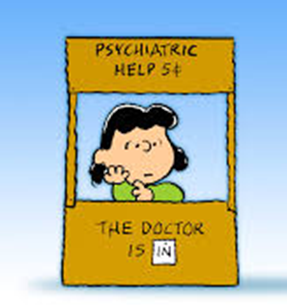 PSYCHIATRIC
HELP 5¢
THE DOCTOR
IS IN